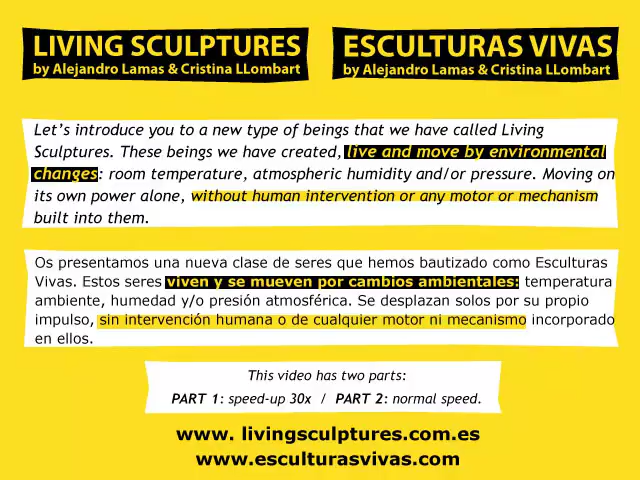 LIVING SCULPTURES
by Alejandro Lamas & Cristina LLombart
ESCULTURAS VIVAS
by Alejandro Lamas & Cristina LLombart
Let's introduce you to a new type of beings that we have called Living
Sculptures. These beings we have created, live and move by environmental
changes: room temperature, atmospheric humidity and/or pressure. Moving on
its own power alone, without human intervention or any motor or mechanism
built into them.
Os presentamos una nueva clase de seres que hemos bautizado como Esculturas
Vivas. Estos seres viven y se mueven por cambios ambientales: temperatura
ambiente, humedad y/o presión atmosférica. Se desplazan solos por su propio
impulso, sin intervención humana o de cualquier motor ni mecanismo incorporado
en ellos.
This video has two parts:
PART 1: speed-up 30x / PART 2: normal speed.
www. livingsculptures.com.es
www.esculturasvivas.com